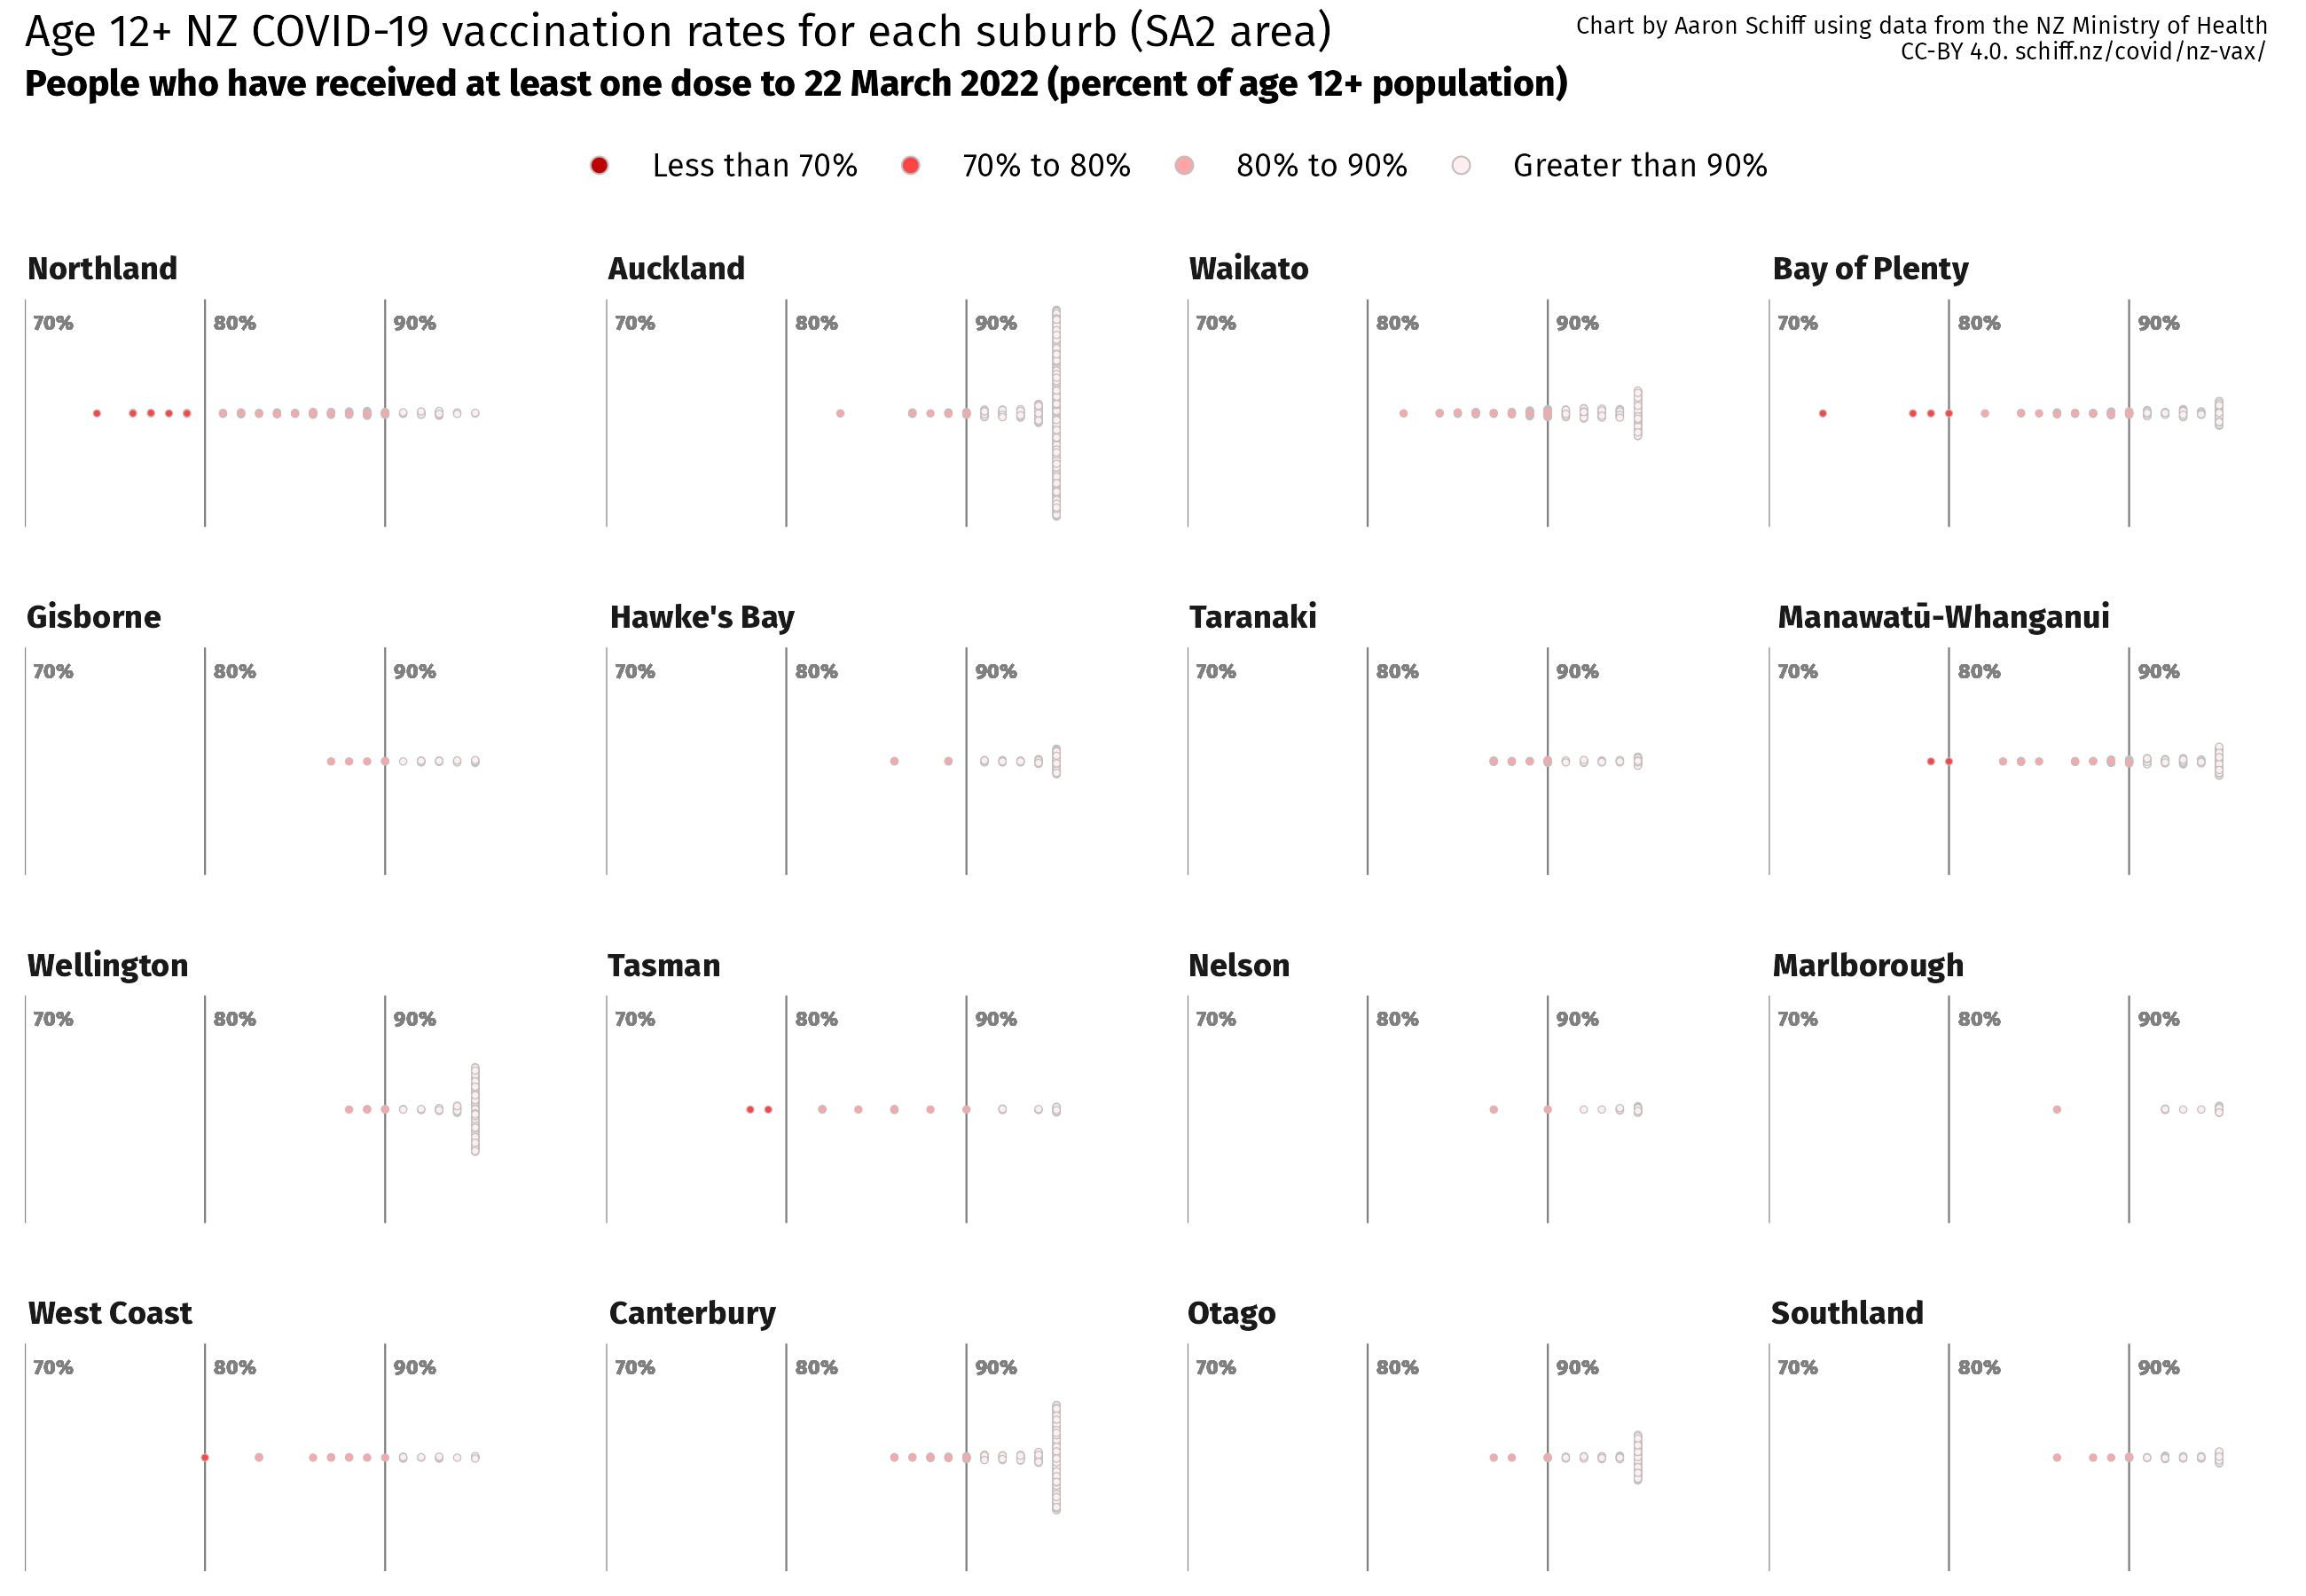 Age 12+ NZ COVID-19 vaccination rates for each suburb (SA2 area)
People who have received at least one dose to 22 March 2022 (percent of age 12+ population)
Chart by Aaron Schiff using data from the NZ Ministry of Health
CC-BY 4.0. schiff.nz/covid/nz-vax/
Less than 70% 70% to 80% 80% to 90% Greater than 90%
Northland Auckland Waikato Bay of Plenty
70% 80% 90% 70% 80% 90% 70% 80% 90% 70% 80% 90%
Gisborne Hawke's Bay Taranaki Manawatū-Whanganui
70% 80% 90% 70% 80% 90% 70% 80% 90% 70% 80% 90%
Wellington Tasman Nelson Marlborough
70% 80% 90% 70% 80% 90% 70% 80% 90% 70% 80% 90%
West Coast Canterbury Otago Southland
70% 80% 90% 70% 80% 90% 70% 80% 90% 70% 80% 90%